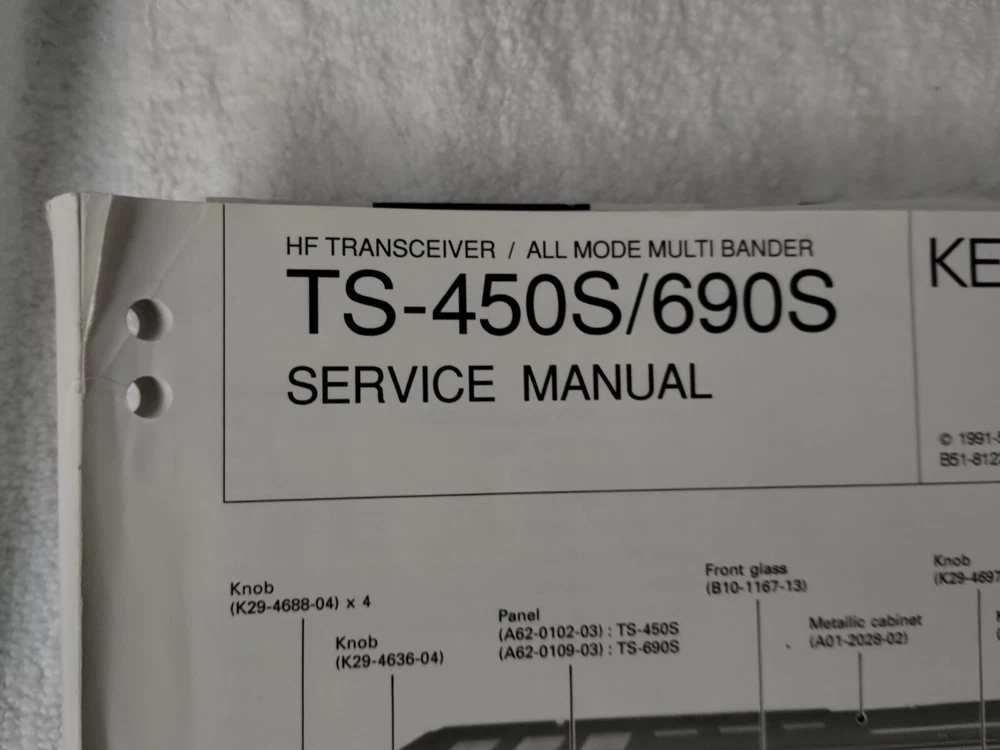 HF TRANSCEIVER / ALL MODE MULTI BANDER
TS-450S/690S
SERVICE MANUAL
KE
© 1991-
B51-812
Knob
(K29-4688-04) x 4
Knob
(K29-4636-04)
Panel
(A62-0102-03) : TS-450S
(A62-0109-03) : TS-690S
Front glass
(B10-1167-13)
Metallic cabinet
(A01-2028-02)
Knob
(K29-4697